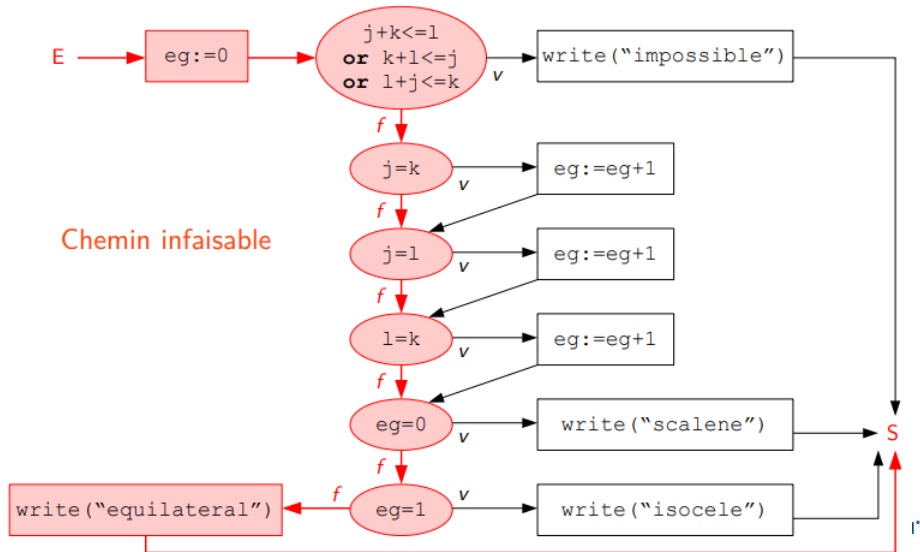 E
eg:=0
j+k<=l
or k+l<=j
or l+j<=k
v
write("impossible")
f
j=k
v
eg:=eg+1
f
Chemin infaisable
j=l
v
eg:=eg+1
f
l=k
v
eg:=eg+1
f
eg=0
v
write("scalene")
S
f
write("equilateral")
f
eg=1
v
write("isocele")